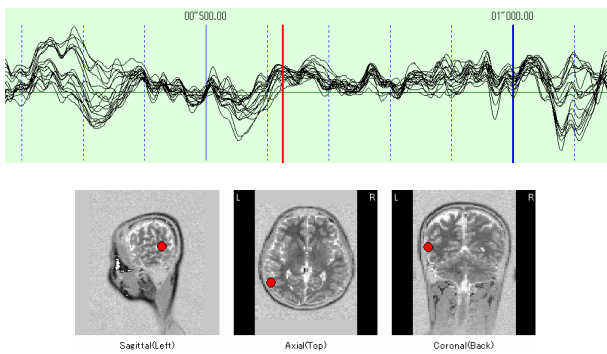 00"500.00 01"000.00
L R L R
Sagittal(Left) Axial(Top) Coronal(Back)